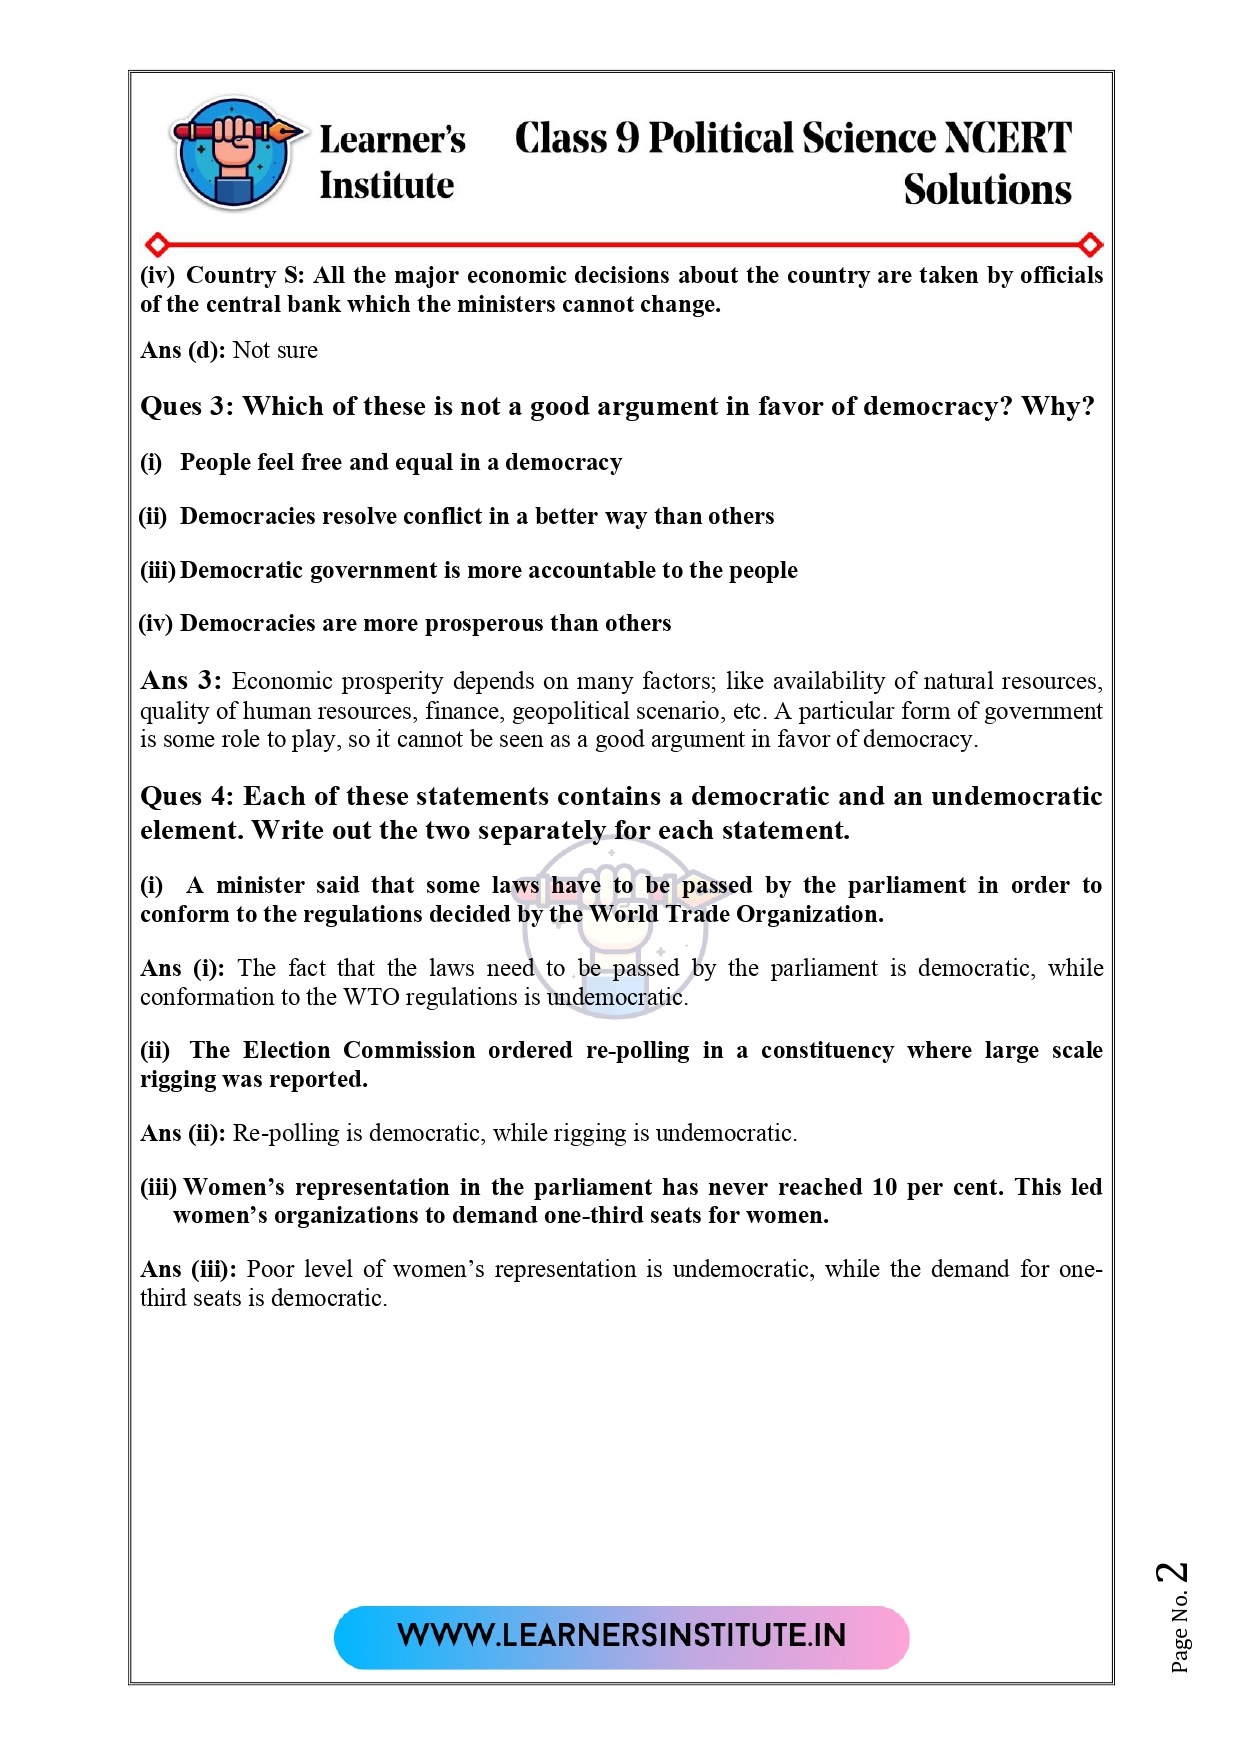 Learner’s
Institute
Class 9 Political Science NCERT
Solutions
(iv) Country S: All the major economic decisions about the country are taken by officials
of the central bank which the ministers cannot change.
Ans (d): Not sure
Ques 3: Which of these is not a good argument in favor of democracy? Why?
(i) People feel free and equal in a democracy
(ii) Democracies resolve conflict in a better way than others
(iii) Democratic government is more accountable to the people
(iv) Democracies are more prosperous than others
Ans 3: Economic prosperity depends on many factors; like availability of natural resources,
quality of human resources, finance, geopolitical scenario, etc. A particular form of government
is some role to play, so it cannot be seen as a good argument in favor of democracy.
Ques 4: Each of these statements contains a democratic and an undemocratic
element. Write out the two separately for each statement.
(i) A minister said that some laws have to be passed by the parliament in order to
conform to the regulations decided by the World Trade Organization.
Ans (i): The fact that the laws need to be passed by the parliament is democratic, while
conformation to the WTO regulations is undemocratic.
(ii) The Election Commission ordered re-polling in a constituency where large scale
rigging was reported.
Ans (ii): Re-polling is democratic, while rigging is undemocratic.
(iii) Women’s representation in the parliament has never reached 10 per cent. This led
women’s organizations to demand one-third seats for women.
Ans (iii): Poor level of women’s representation is undemocratic, while the demand for one-
third seats is democratic.
WWW.LEARNERSINSTITUTE.IN
Page No. 2